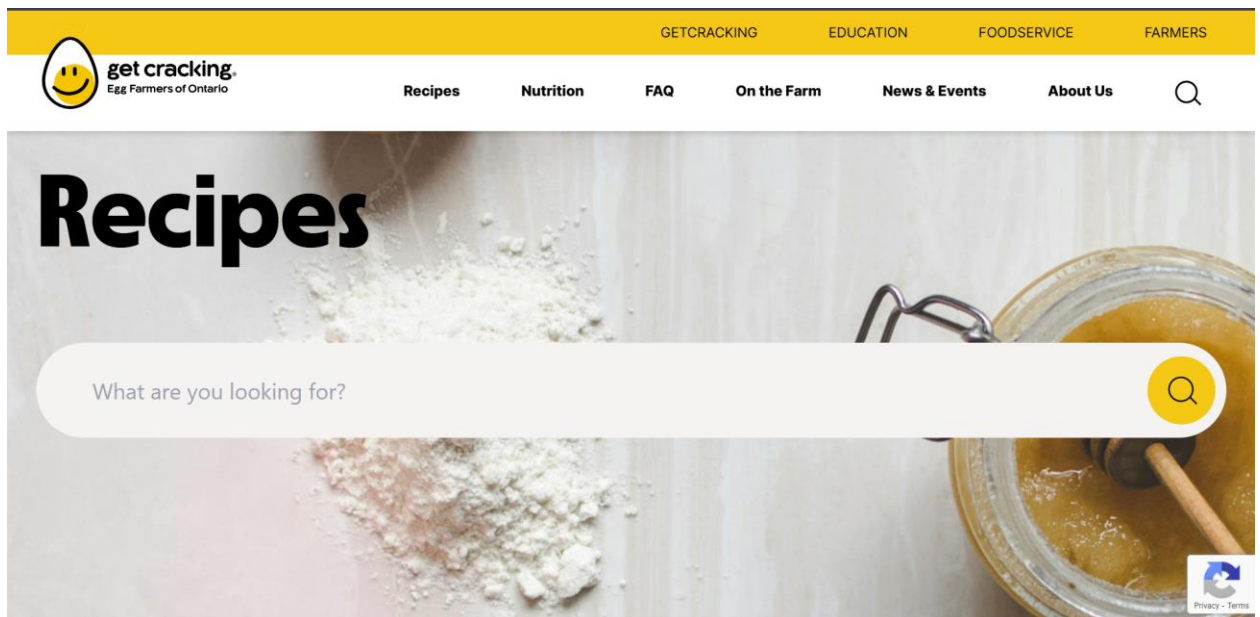 GETCRACKING EDUCATION FOODSERVICE FARMERS
get cracking.
Egg Farmers of Ontario
Recipes Nutrition FAQ On the Farm News & Events About Us
Recipes
What are you looking for?
Privacy - Terms